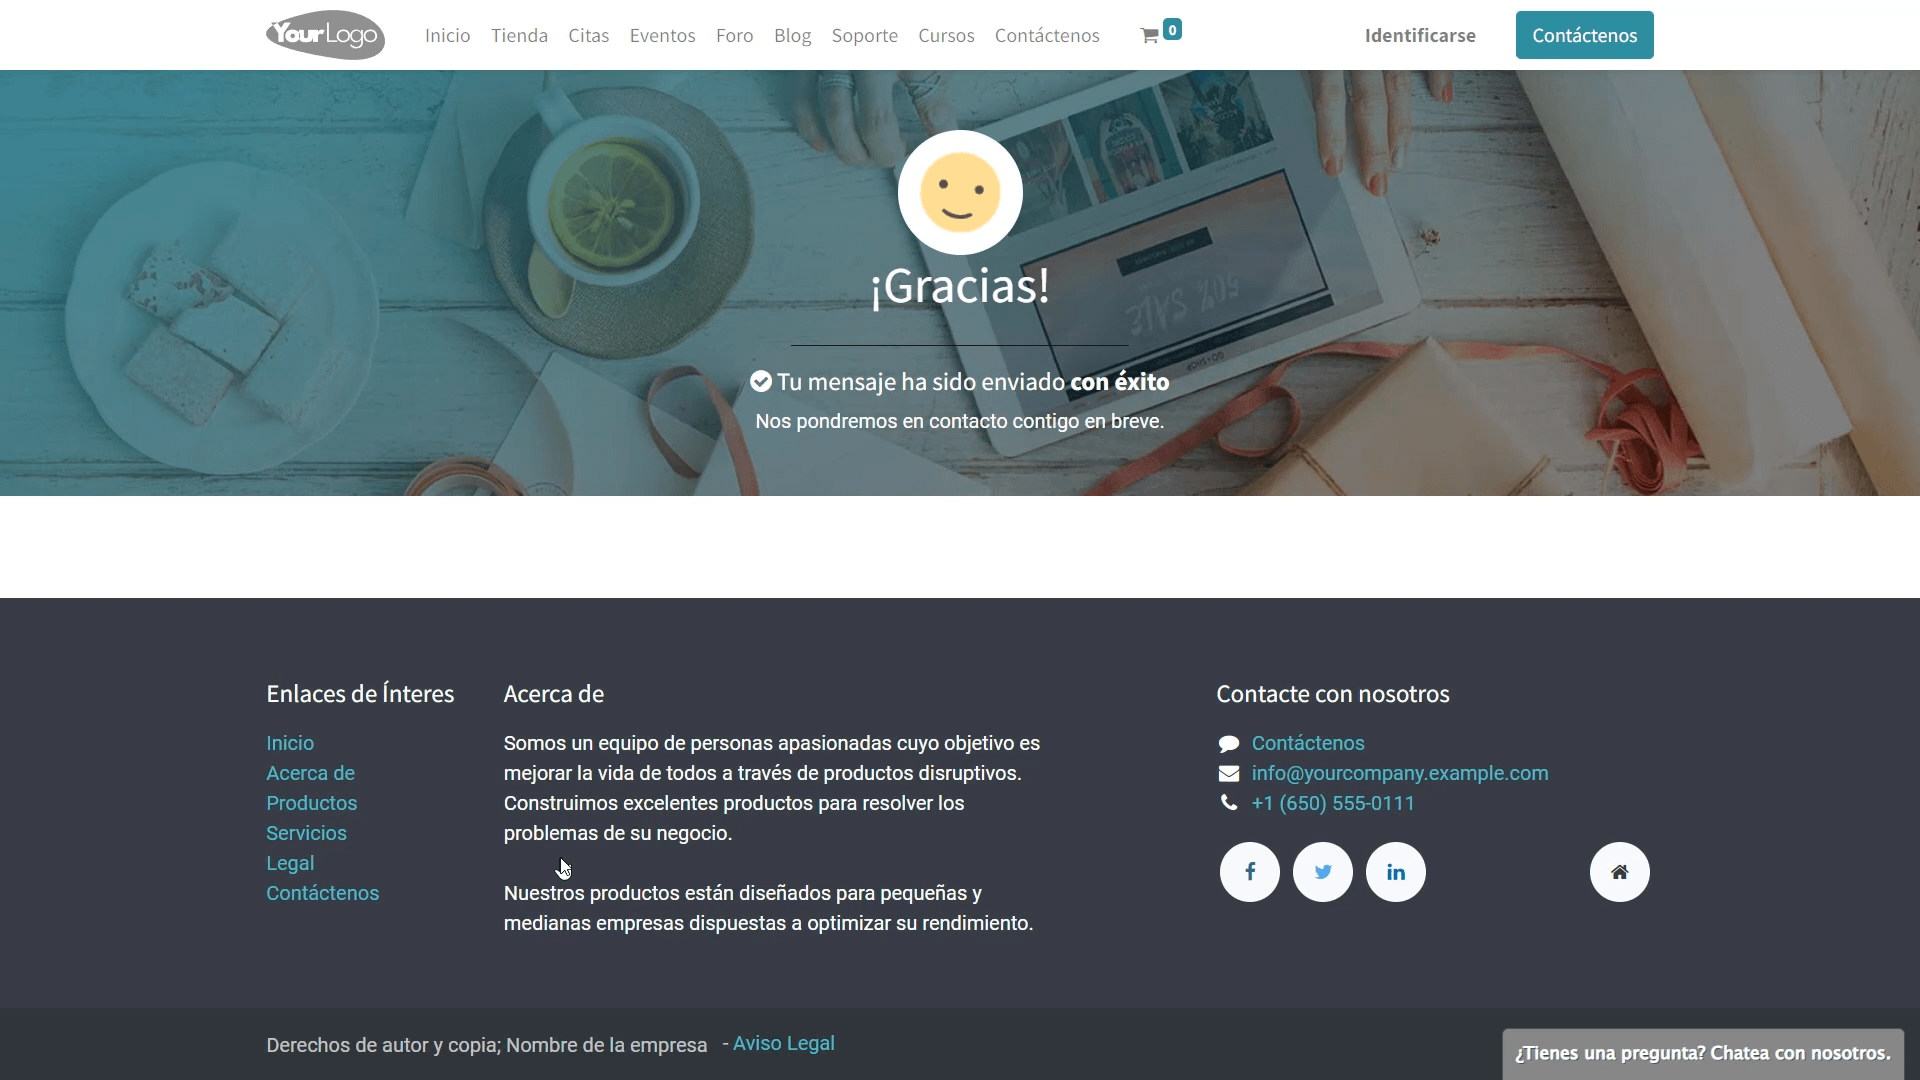 YourLogo
Inicio Tienda Citas Eventos Foro Blog Soporte Cursos Contáctenos 0 Identificarse Contáctenos
¡Gracias!
Tu mensaje ha sido enviado con éxito
Nos pondremos en contacto contigo en breve.
Enlaces de Ínteres
Inicio
Acerca de
Productos
Servicios
Legal
Contáctenos
Acerca de
Somos un equipo de personas apasionadas cuyo objetivo es
mejorar la vida de todos a través de productos disruptivos.
Construimos excelentes productos para resolver los
problemas de su negocio.
Nuestros productos están diseñados para pequeñas y
medianas empresas dispuestas a optimizar su rendimiento.
Contacte con nosotros
Contáctenos
info@yourcompany.example.com
+1 (650) 555-0111
Derechos de autor y copia; Nombre de la empresa - Aviso Legal
¿Tienes una pregunta? Chatea con nosotros.